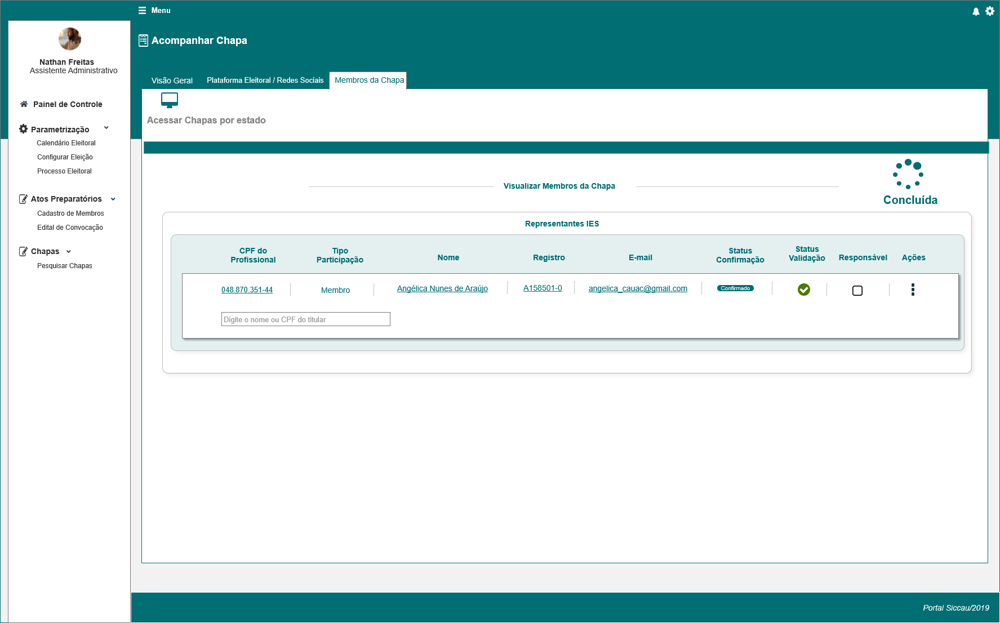 Menu
Nathan Freitas
Assistente Administrativo
Painel de Controle
Parametrização
Calendário Eleitoral
Configurar Eleição
Processo Eleitoral
Atos Preparatórios
Cadastro de Membros
Edital de Convocação
Chapas
Pesquisar Chapas
Acompanhar Chapa
Visão Geral Plataforma Eleitoral / Redes Sociais Membros da Chapa
Acessar Chapas por estado
Visualizar Membros da Chapa
Concluída
Representantes IES
CPF do Profissional Tipo Participação Nome Registro E-mail Status Confirmação Status Validação Responsável Ações
048.870.351-44 Membro Angélica Nunes de Araújo A158501-0 angelica_cauac@gmail.com Confirmado
Digite o nome ou CPF do titular
Portal Siccau/2019